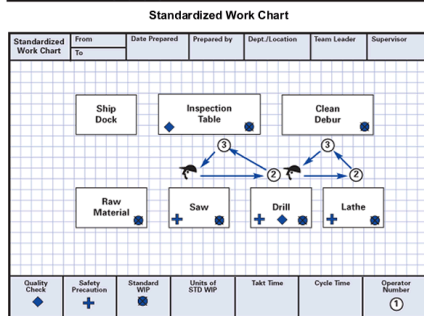 Standardized Work Chart
Standardized
Work Chart
From
To
Date Prepared
Prepared by
Dept./Location
Team Leader
Supervisor
Ship
Dock
Inspection
Table
Clean
Debur
3
3
2
2
Raw
Material
Saw
Drill
Lathe
Quality
Check
Safety
Precaution
Standard
WIP
Units of
STD WIP
Takt Time
Cycle Time
Operator
Number
1